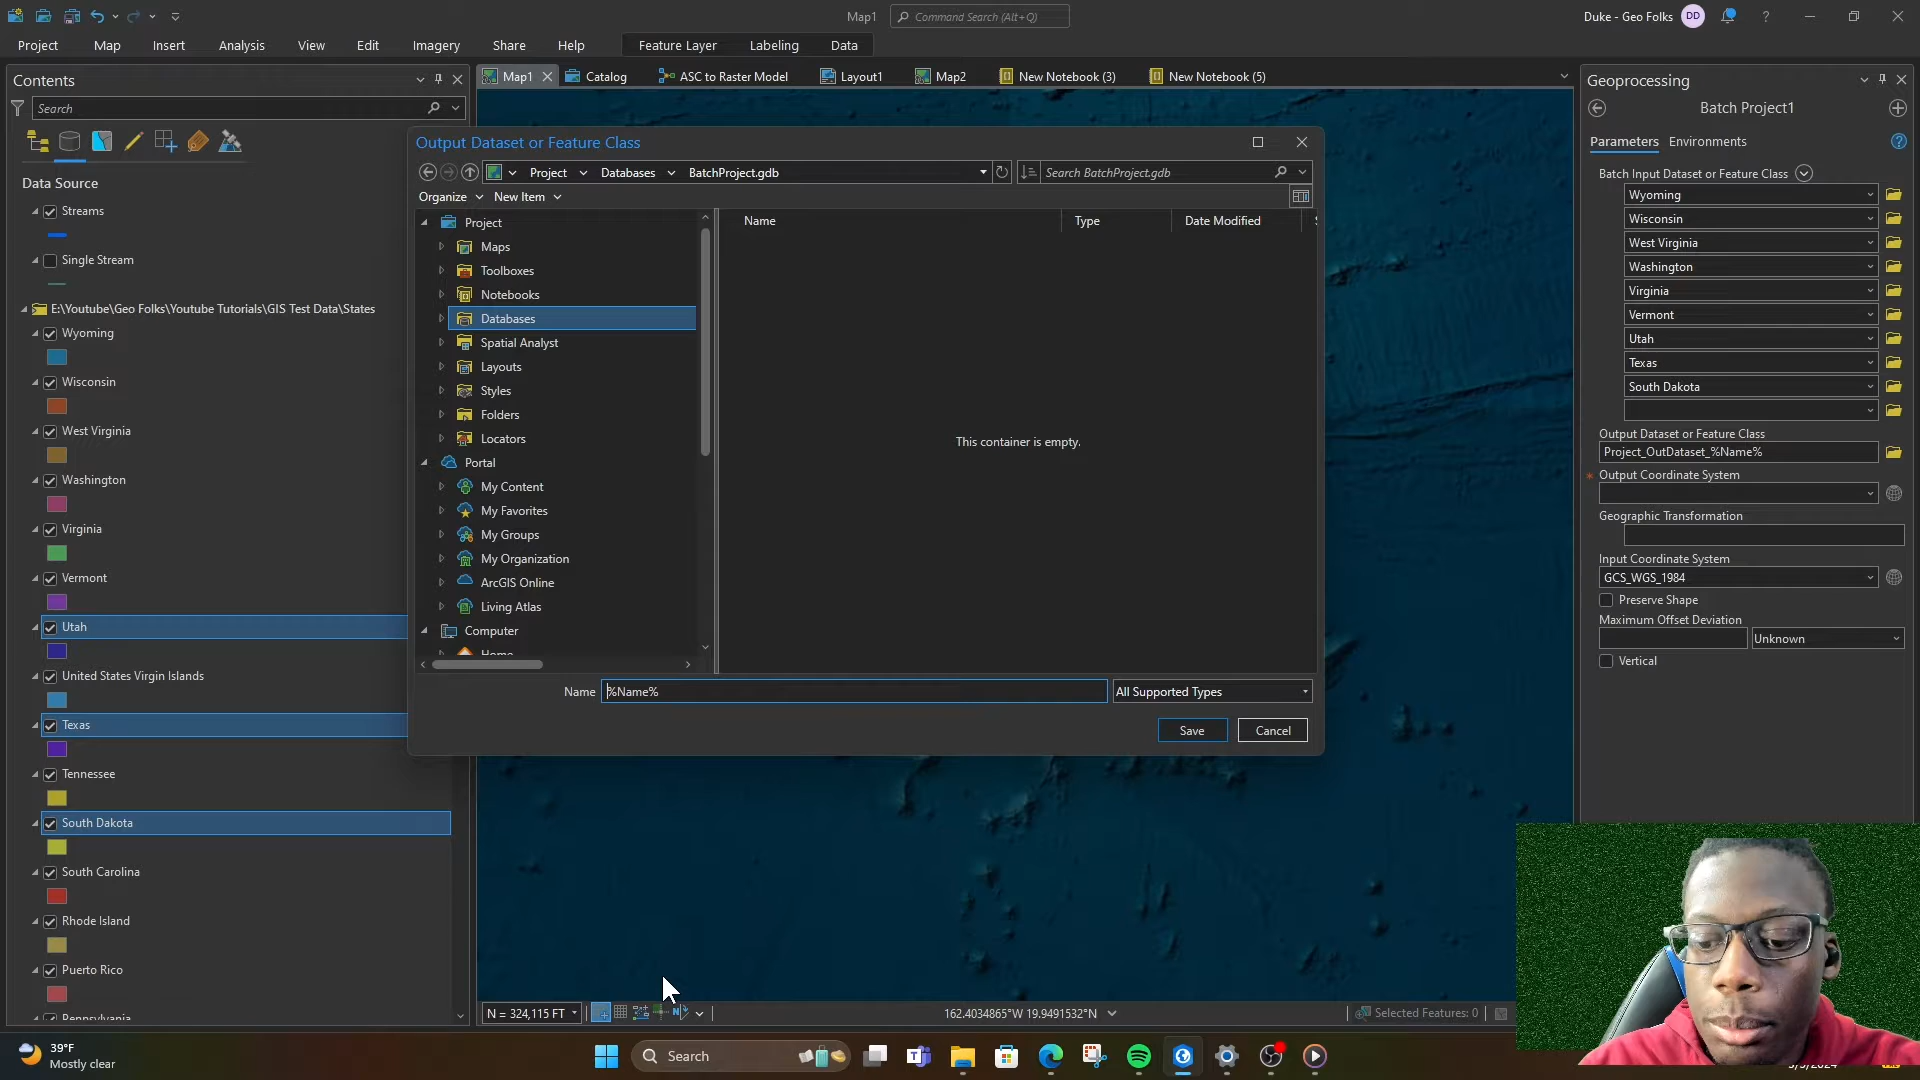 Map1
Command Search (Alt+Q)
Duke - Geo Folks
DD
?
Project
Map
Insert
Analysis
View
Edit
Imagery
Share
Help
Feature Layer
Labeling
Data
Contents
Search
Data Source
Streams
Single Stream
E:\Youtube\Geo Folks\Youtube Tutorials\GIS Test Data\States
Wyoming
Wisconsin
West Virginia
Washington
Virginia
Vermont
Utah
United States Virgin Islands
Texas
Tennessee
South Dakota
South Carolina
Rhode Island
Puerto Rico
Pennsylvania
Map1
Catalog
ASC to Raster Model
Layout1
Map2
New Notebook (3)
New Notebook (5)
Output Dataset or Feature Class
Project
Databases
BatchProject.gdb
Search BatchProject.gdb
Organize
New Item
Project
Maps
Toolboxes
Notebooks
Databases
Spatial Analyst
Layouts
Styles
Folders
Locators
Portal
My Content
My Favorites
My Groups
My Organization
ArcGIS Online
Living Atlas
Computer
Home
Name
Type
Date Modified
This container is empty.
Name
%Name%
All Supported Types
Save
Cancel
N = 324,115 FT
162.4034865°W 19.9491532°N
Selected Features: 0
Geoprocessing
Batch Project1
Parameters
Environments
?
Batch Input Dataset or Feature Class
Wyoming
Wisconsin
West Virginia
Washington
Virginia
Vermont
Utah
Texas
South Dakota
Output Dataset or Feature Class
Project_OutDataset_%Name%
* Output Coordinate System
Geographic Transformation
Input Coordinate System
GCS_WGS_1984
Preserve Shape
Maximum Offset Deviation
Unknown
Vertical
39°F
Mostly clear
Search